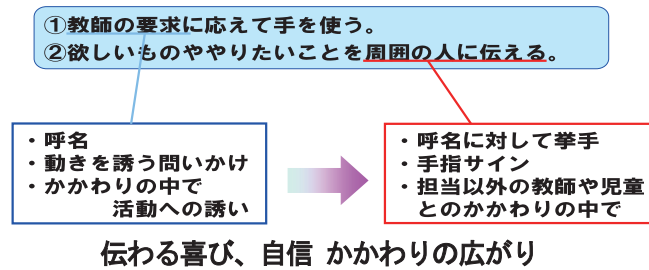 ①教師の要求に応えて手を使う。
②欲しいものややりたいことを周囲の人に伝える。
・呼名
・動きを誘う問いかけ
・かかわりの中で
活動への誘い
・呼名に対して挙手
・手指サイン
・担当以外の教師や児童
とのかかわりの中で
伝わる喜び、自信 かかわりの広がり